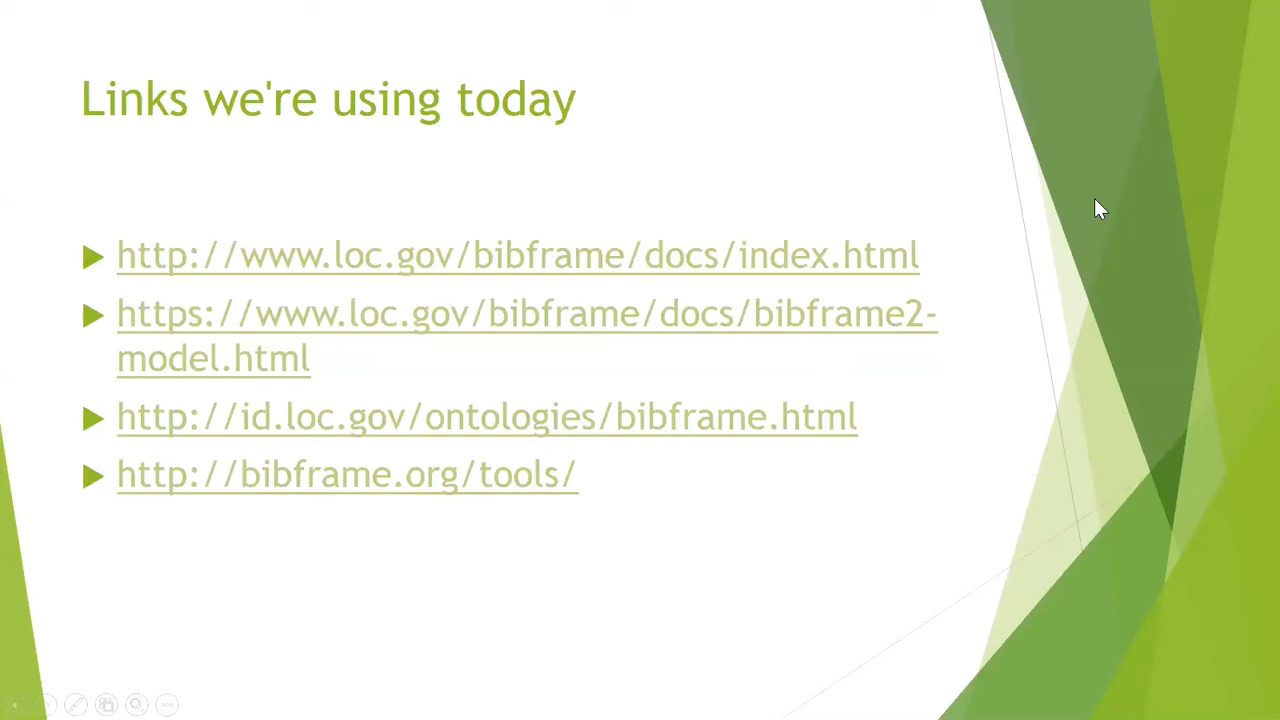 Links we're using today
http://www.loc.gov/bibframe/docs/index.html
https://www.loc.gov/bibframe/docs/bibframe2-
model.html
http://id.loc.gov/ontologies/bibframe.html
http://bibframe.org/tools/